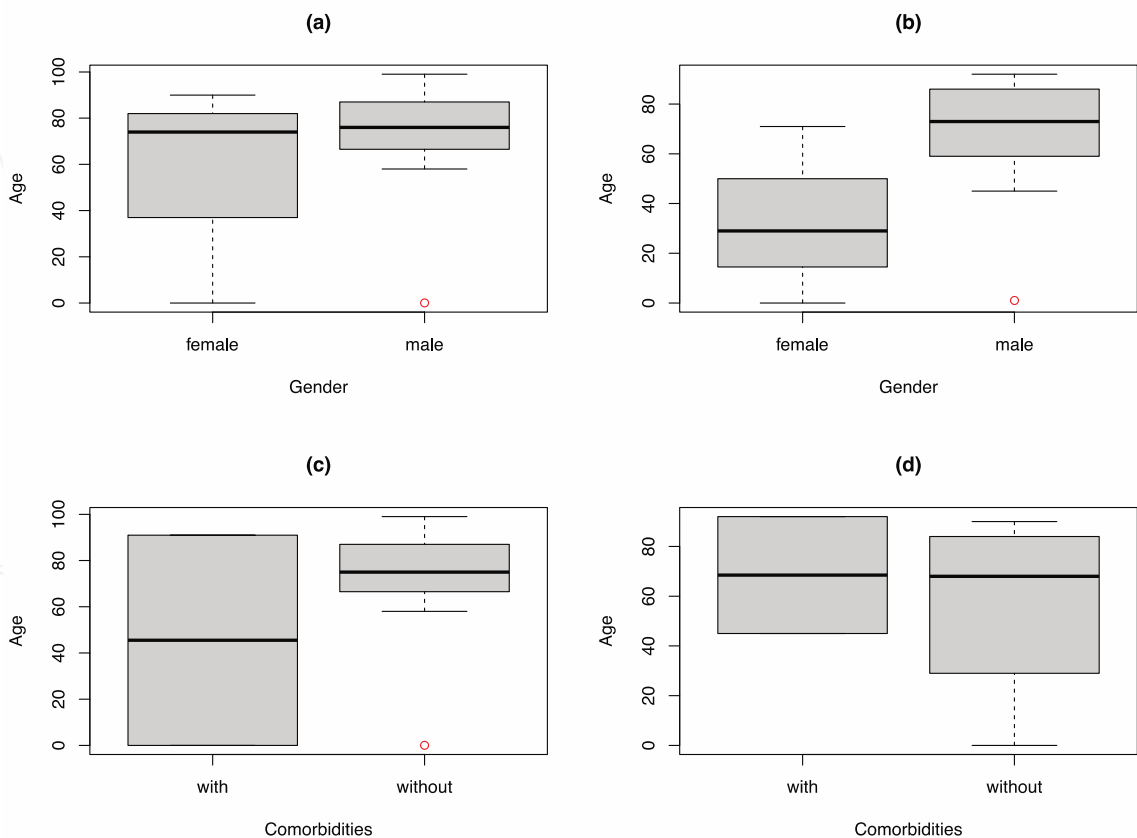 (a)
Age
0 20 40 60 80 100
female male
Gender
(b)
Age
0 20 40 60 80
female male
Gender
(c)
Age
0 20 40 60 80 100
with without
Comorbidities
(d)
Age
0 20 40 60 80
with without
Comorbidities